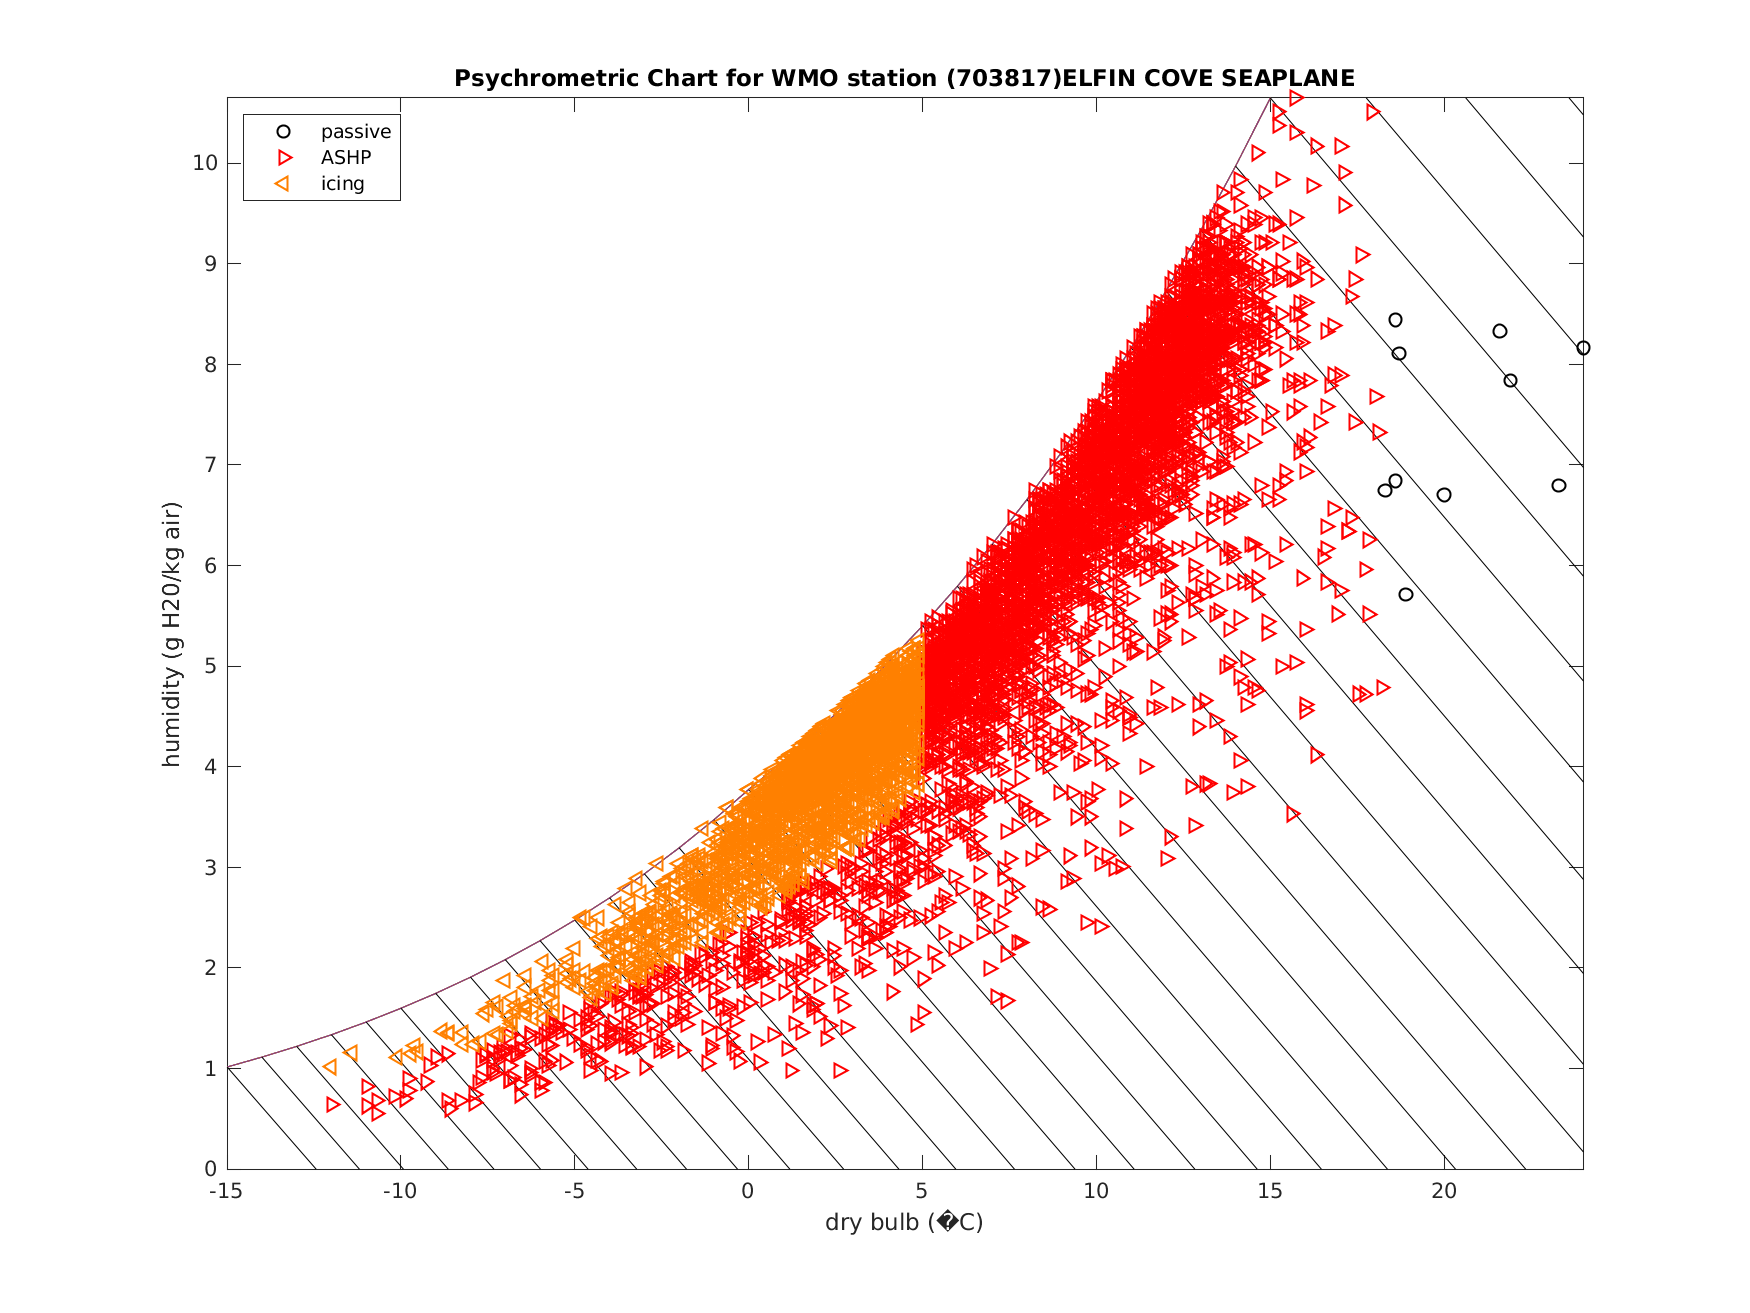 Psychrometric Chart for WMO station (703817)ELFIN COVE SEAPLANE
passive
ASHP
icing
10
9
8
7
6
5
4
3
2
1
0
humidity (g H20/kg air)
-15 -10 -5 0 5 10 15 20
dry bulb (�C)